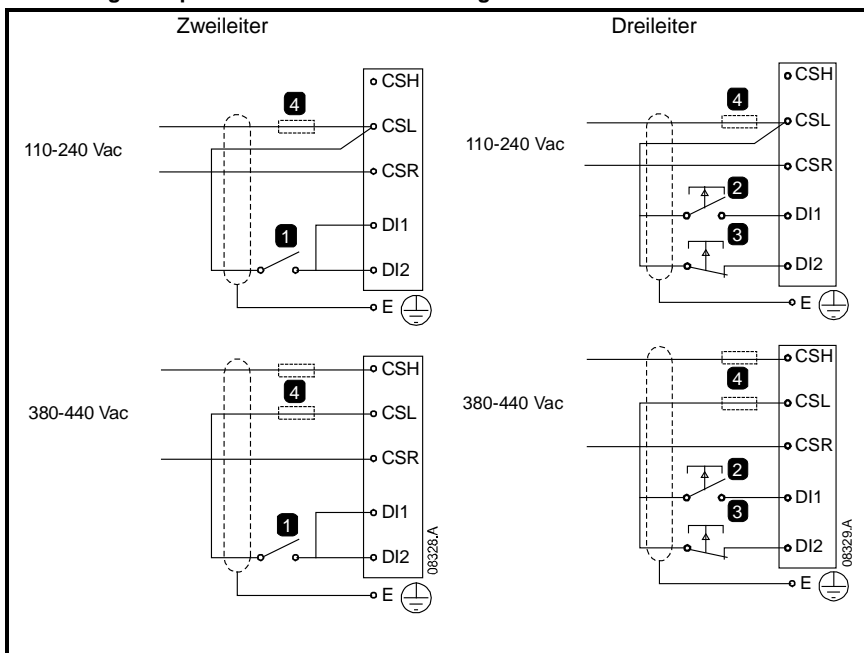 Zweileiter
CSH
4
CSL
110-240 Vac
CSR
DI1
1
DI2
E
Dreileiter
CSH
4
CSL
110-240 Vac
CSR
2
DI1
3
DI2
E
CSH
4
380-440 Vac
CSL
CSR
DI1
1
DI2
08328.A
E
CSH
4
380-440 Vac
CSL
CSR
2
DI1
3
DI2
08329.A
E